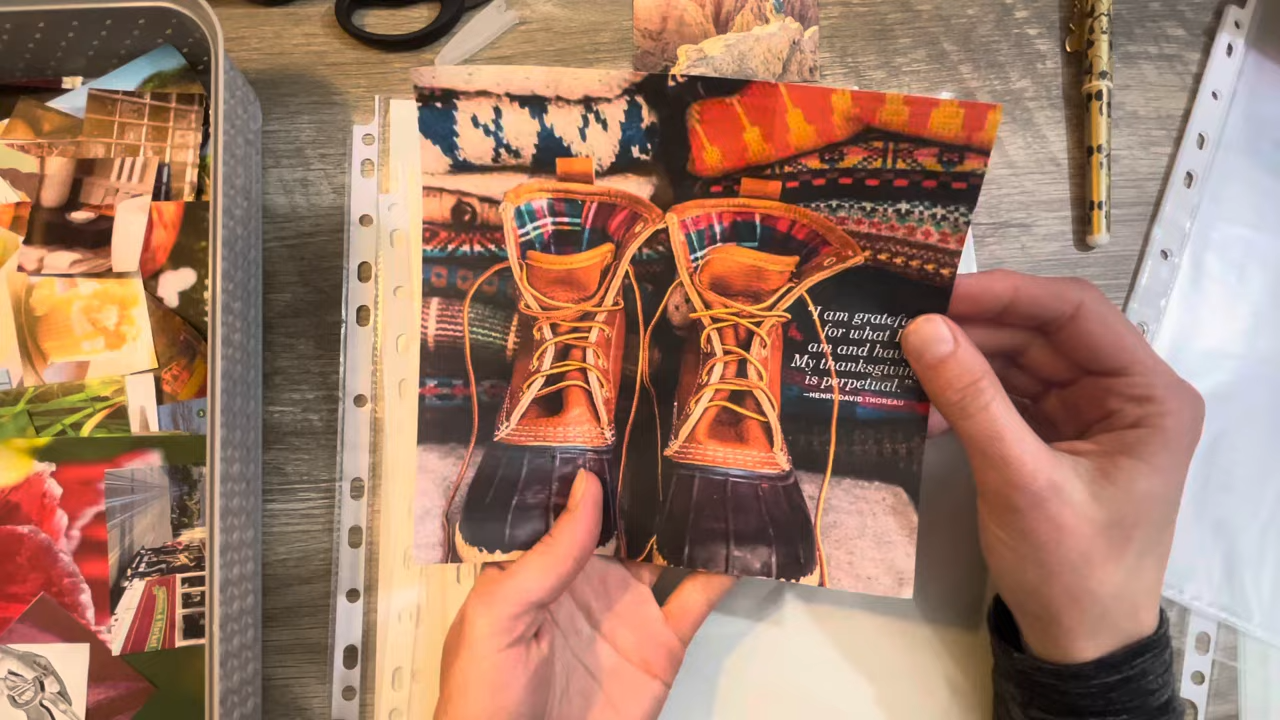 "I am grateful
for what I
am and have.
My thanksgiving
is perpetual."
—HENRY DAVID THOREAU